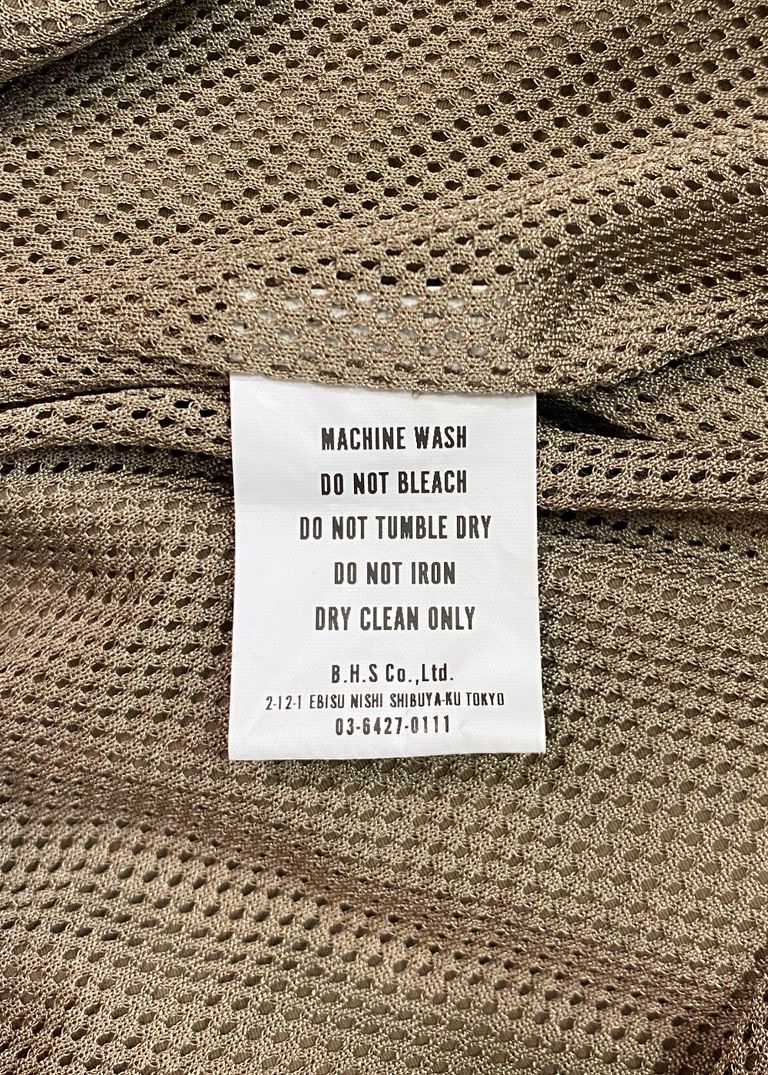 MACHINE WASH
DO NOT BLEACH
DO NOT TUMBLE DRY
DO NOT IRON
DRY CLEAN ONLY
B.H.S Co.,Ltd.
2-12-1 EBISU NISHI SHIBUYA-KU TOKYO
03-6427-0111